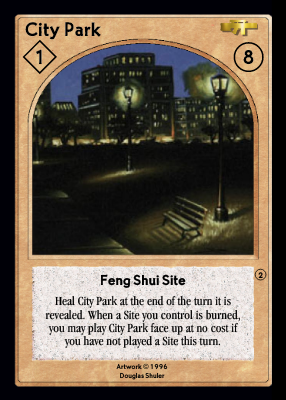 City Park
1
8
Feng Shui Site
2
Heal City Park at the end of the turn it is
revealed. When a Site you control is burned,
you may play City Park face up at no cost if
you have not played a Site this turn.
Artwork © 1996
Douglas Shuler